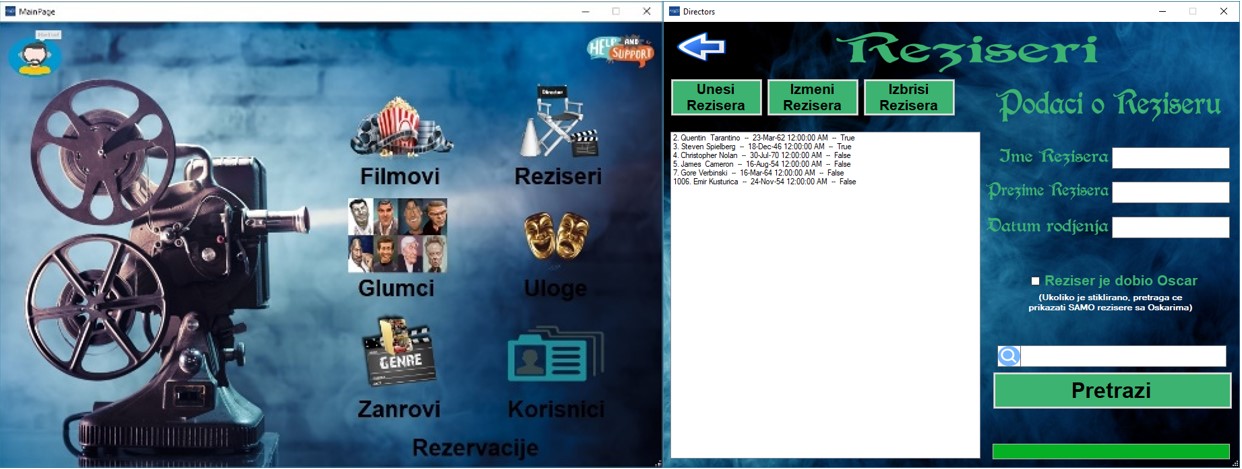 MainPage
HELP AND SUPPORT
Director
Filmovi
Reziseri
Glumci
Uloge
GENRE
Zanrovi
Korisnici
Rezervacije
Directors
Reziseri
Unesi Rezisera
Izmeni Rezisera
Izbrisi Rezisera
2. Quentin Tarantino -- 23-Mar-62 12:00:00 AM -- True
3. Steven Spielberg -- 18-Dec-46 12:00:00 AM -- True
4. Christopher Nolan -- 30-Jul-70 12:00:00 AM -- False
5. James Cameron -- 16-Aug-54 12:00:00 AM -- False
7. Gore Verbinski -- 16-Mar-64 12:00:00 AM -- False
1006. Emir Kusturica -- 24-Nov-54 12:00:00 AM -- False
Podaci o Reziseru
Ime Rezisera
Prezime Rezisera
Datum rodjenja
Reziser je dobio Oscar
(Ukoliko je stiklirano, pretraga ce
prikazati SAMO rezisere sa Oskarima)
Pretrazi